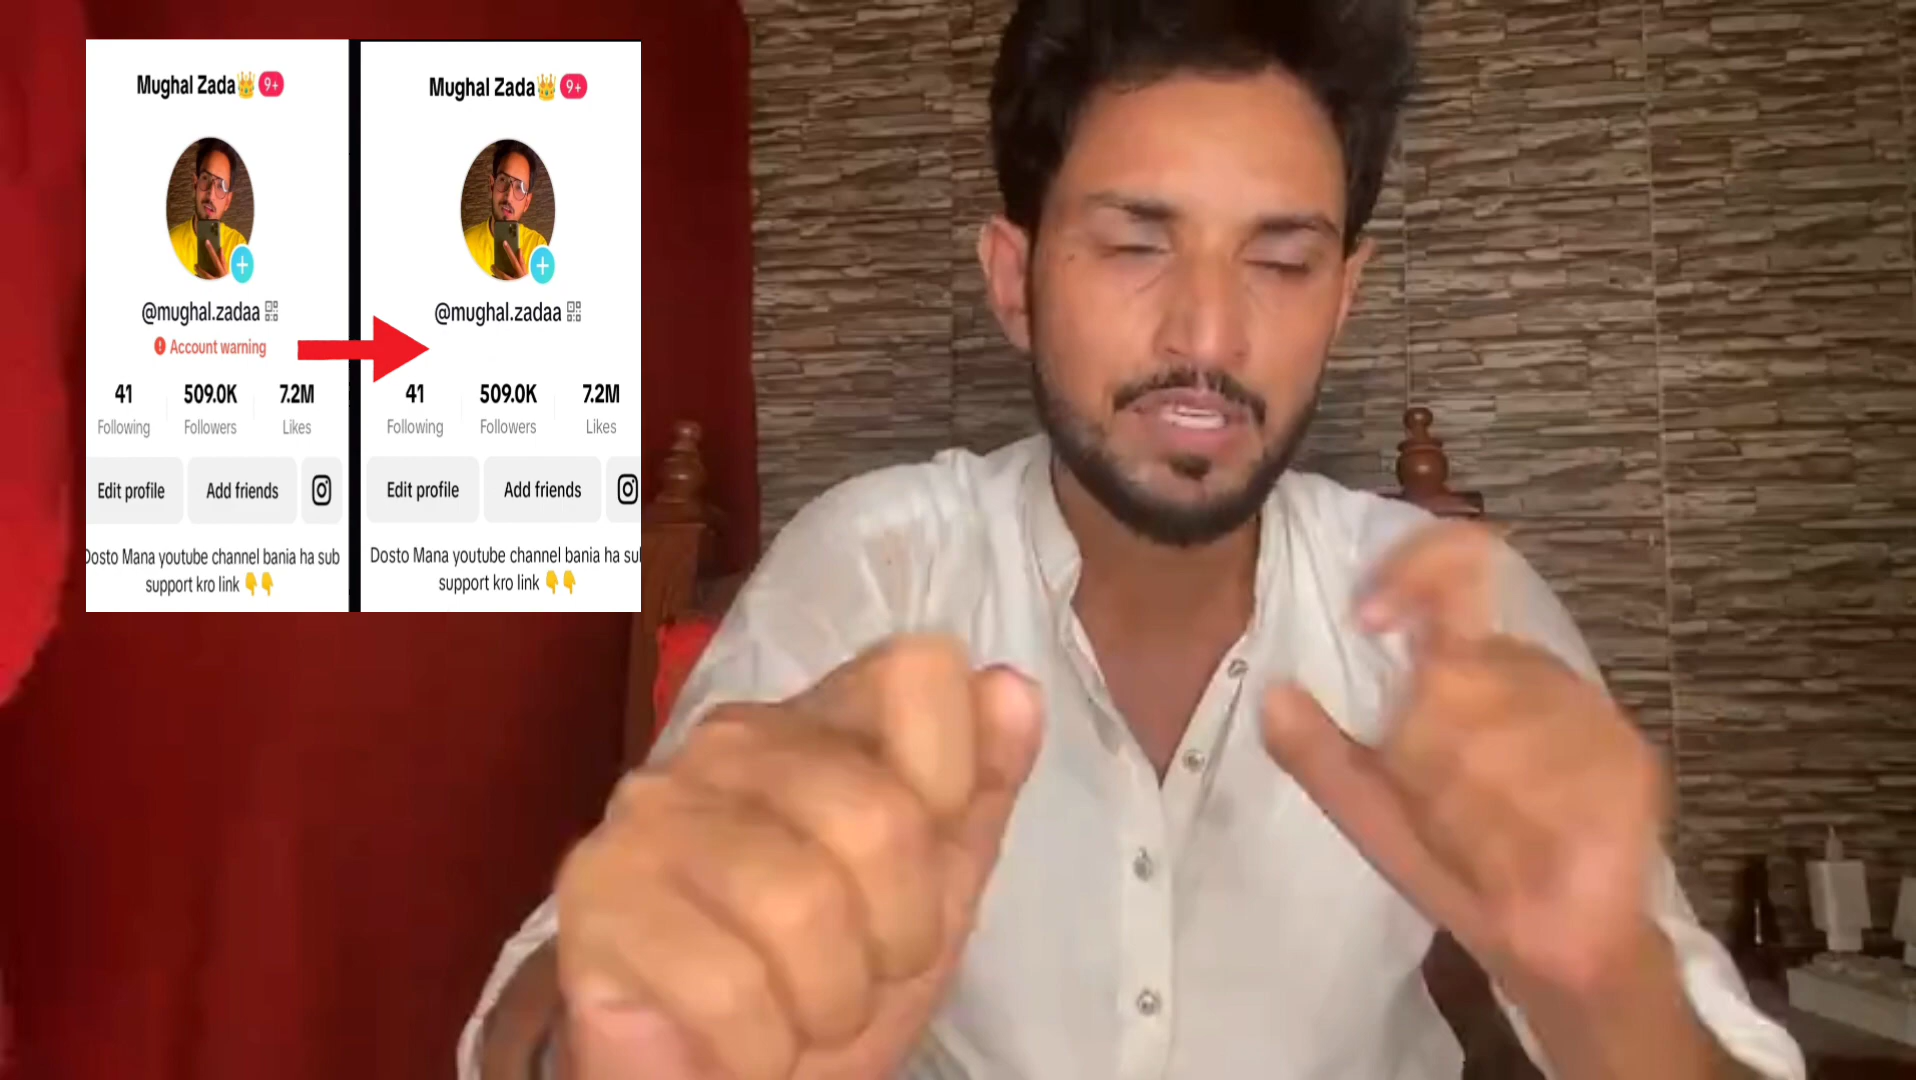 Mughal Zada👑 9+
@mughal.zadaa
Account warning
41 509.0K 7.2M
Following Followers Likes
Edit profile Add friends
Dosto Mana youtube channel bania ha sub
support kro link 👇👇
Mughal Zada👑 9+
@mughal.zadaa
41 509.0K 7.2M
Following Followers Likes
Edit profile Add friends
Dosto Mana youtube channel bania ha su
support kro link 👇👇